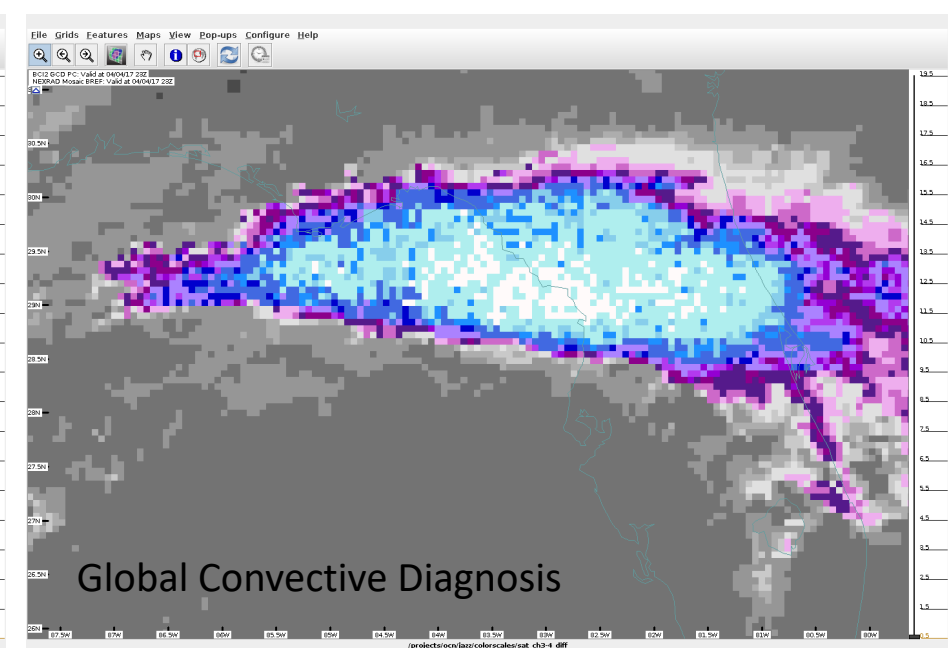 File Grids Features Maps View Pop-ups Configure Help
BCI2 GCD PC: Valid at 04/04/17 23Z
NEXRAD Mosaic BREF: Valid at 04/04/17 23Z
19.5
18.5
30.5N
17.5
16.5
30N
15.5
14.5
29.5N
13.5
12.5
29N
11.5
10.5
28.5N
9.5
8.5
28N
7.5
27.5N
6.5
5.5
27N
4.5
3.5
26.5N
Global Convective Diagnosis
2.5
1.5
26N
87.5W 87W 86.5W 86W 85.5W 85W 84.5W 84W 83.5W 83W 82.5W 82W 81.5W 81W 80.5W 80W
0.5
/projects/ocn/jazz/colorscales/sat_ch3-4_diff